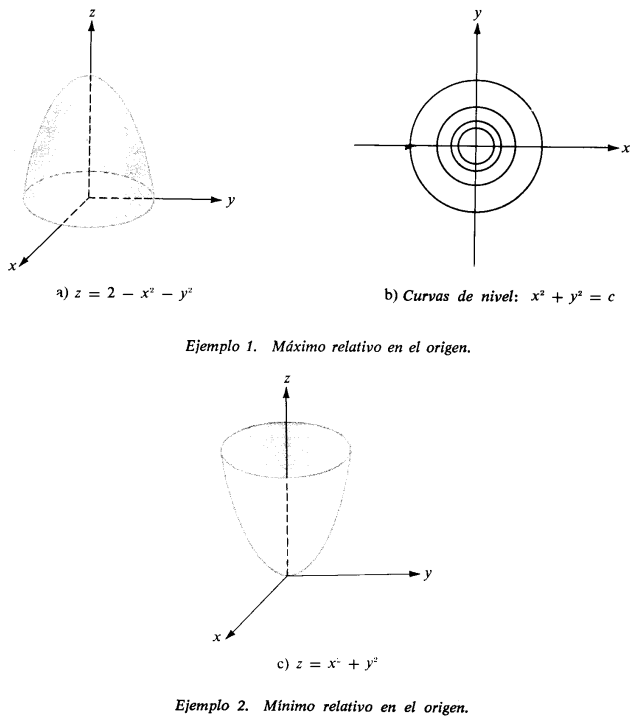 z
y
x
a) z = 2 − x² − y²
y
x
b) Curvas de nivel: x² + y² = c
Ejemplo 1. Máximo relativo en el origen.
z
y
x
c) z = x² + y²
Ejemplo 2. Mínimo relativo en el origen.